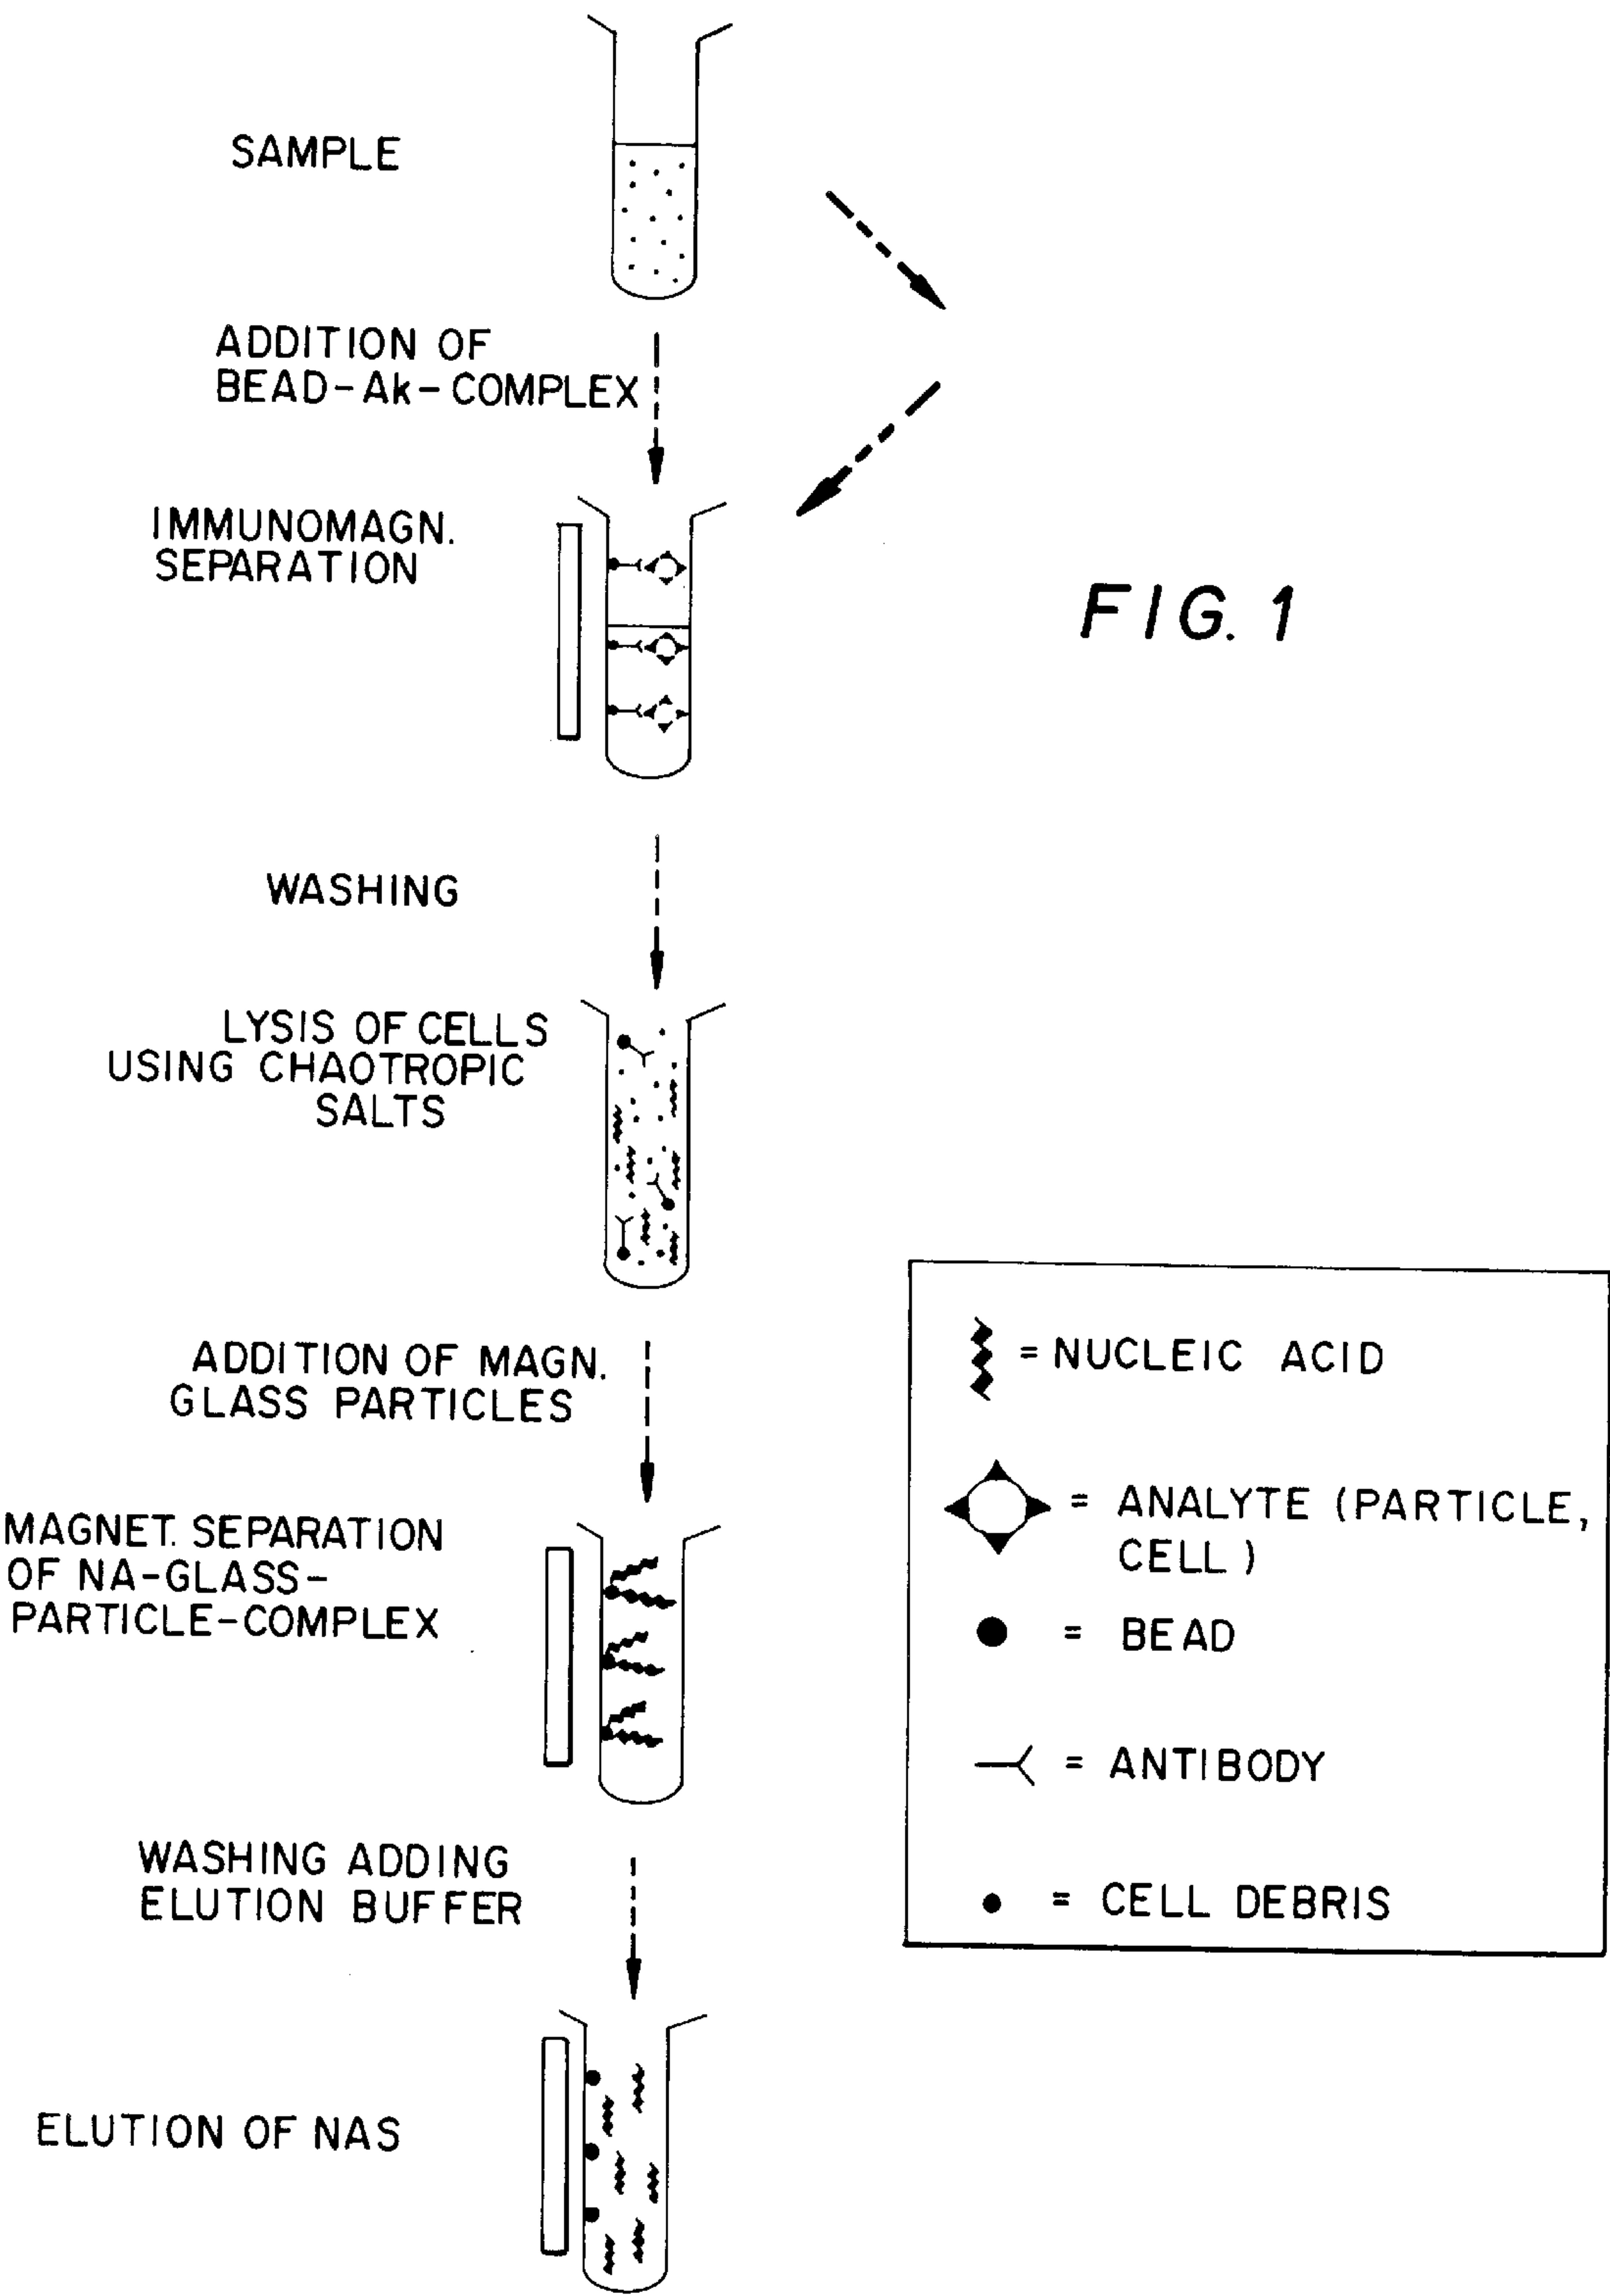 SAMPLE
ADDITION OF
BEAD-Ak-COMPLEX
IMMUNOMAGN.
SEPARATION
FIG. 1
WASHING
LYSIS OF CELLS
USING CHAOTROPIC
SALTS
ADDITION OF MAGN.
GLASS PARTICLES
MAGNET. SEPARATION
OF NA-GLASS-
PARTICLE-COMPLEX
WASHING ADDING
ELUTION BUFFER
ELUTION OF NAS
= NUCLEIC ACID
= ANALYTE (PARTICLE,
CELL)
= BEAD
= ANTIBODY
= CELL DEBRIS